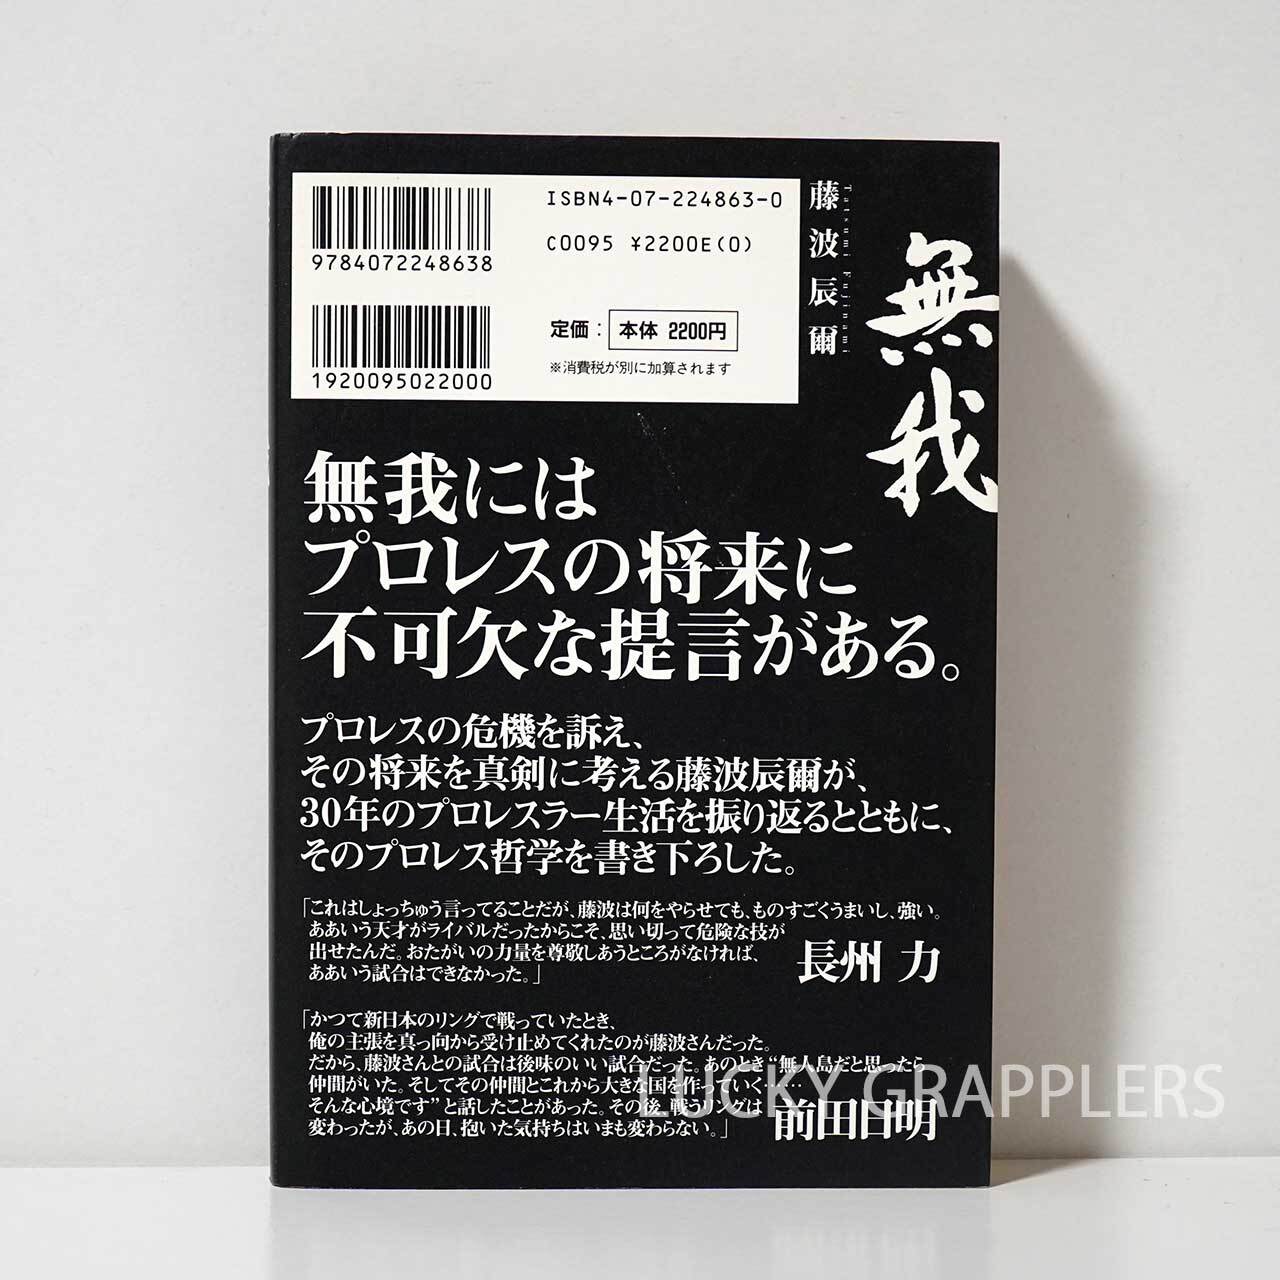 9784072248638
ISBN4-07-224863-0
C0095 ¥2200E(0)
1920095022000
定価： 本体 2200円
※消費税が別に加算されます
藤波辰爾
Tatsumi Fujinami
無我
無我には
プロレスの将来に
不可欠な提言がある。
プロレスの危機を訴え、
その将来を真剣に考える藤波辰爾が、
30年のプロレスラー生活を振り返るとともに、
そのプロレス哲学を書き下ろした。
「これはしょっちゅう言ってることだが、藤波は何をやらせても、ものすごくうまいし、強い。
ああいう天才がライバルだったからこそ、思い切って危険な技が
出せたんだ。おたがいの力量を尊敬しあうところがなければ、
ああいう試合はできなかった。」
長州 力
「かつて新日本のリングで戦っていたとき、
俺の主張を真っ向から受け止めてくれたのが藤波さんだった。
だから、藤波さんとの試合は後味のいい試合だった。あのとき“無人島だと思ったら
仲間がいた。そしてその仲間とこれから大きな国を作っていく……
そんな心境です”と話したことがあった。その後、戦うリングは
変わったが、あの日、抱いた気持ちはいまも変わらない。」
前田日明
LUCKY GRAPPLERS